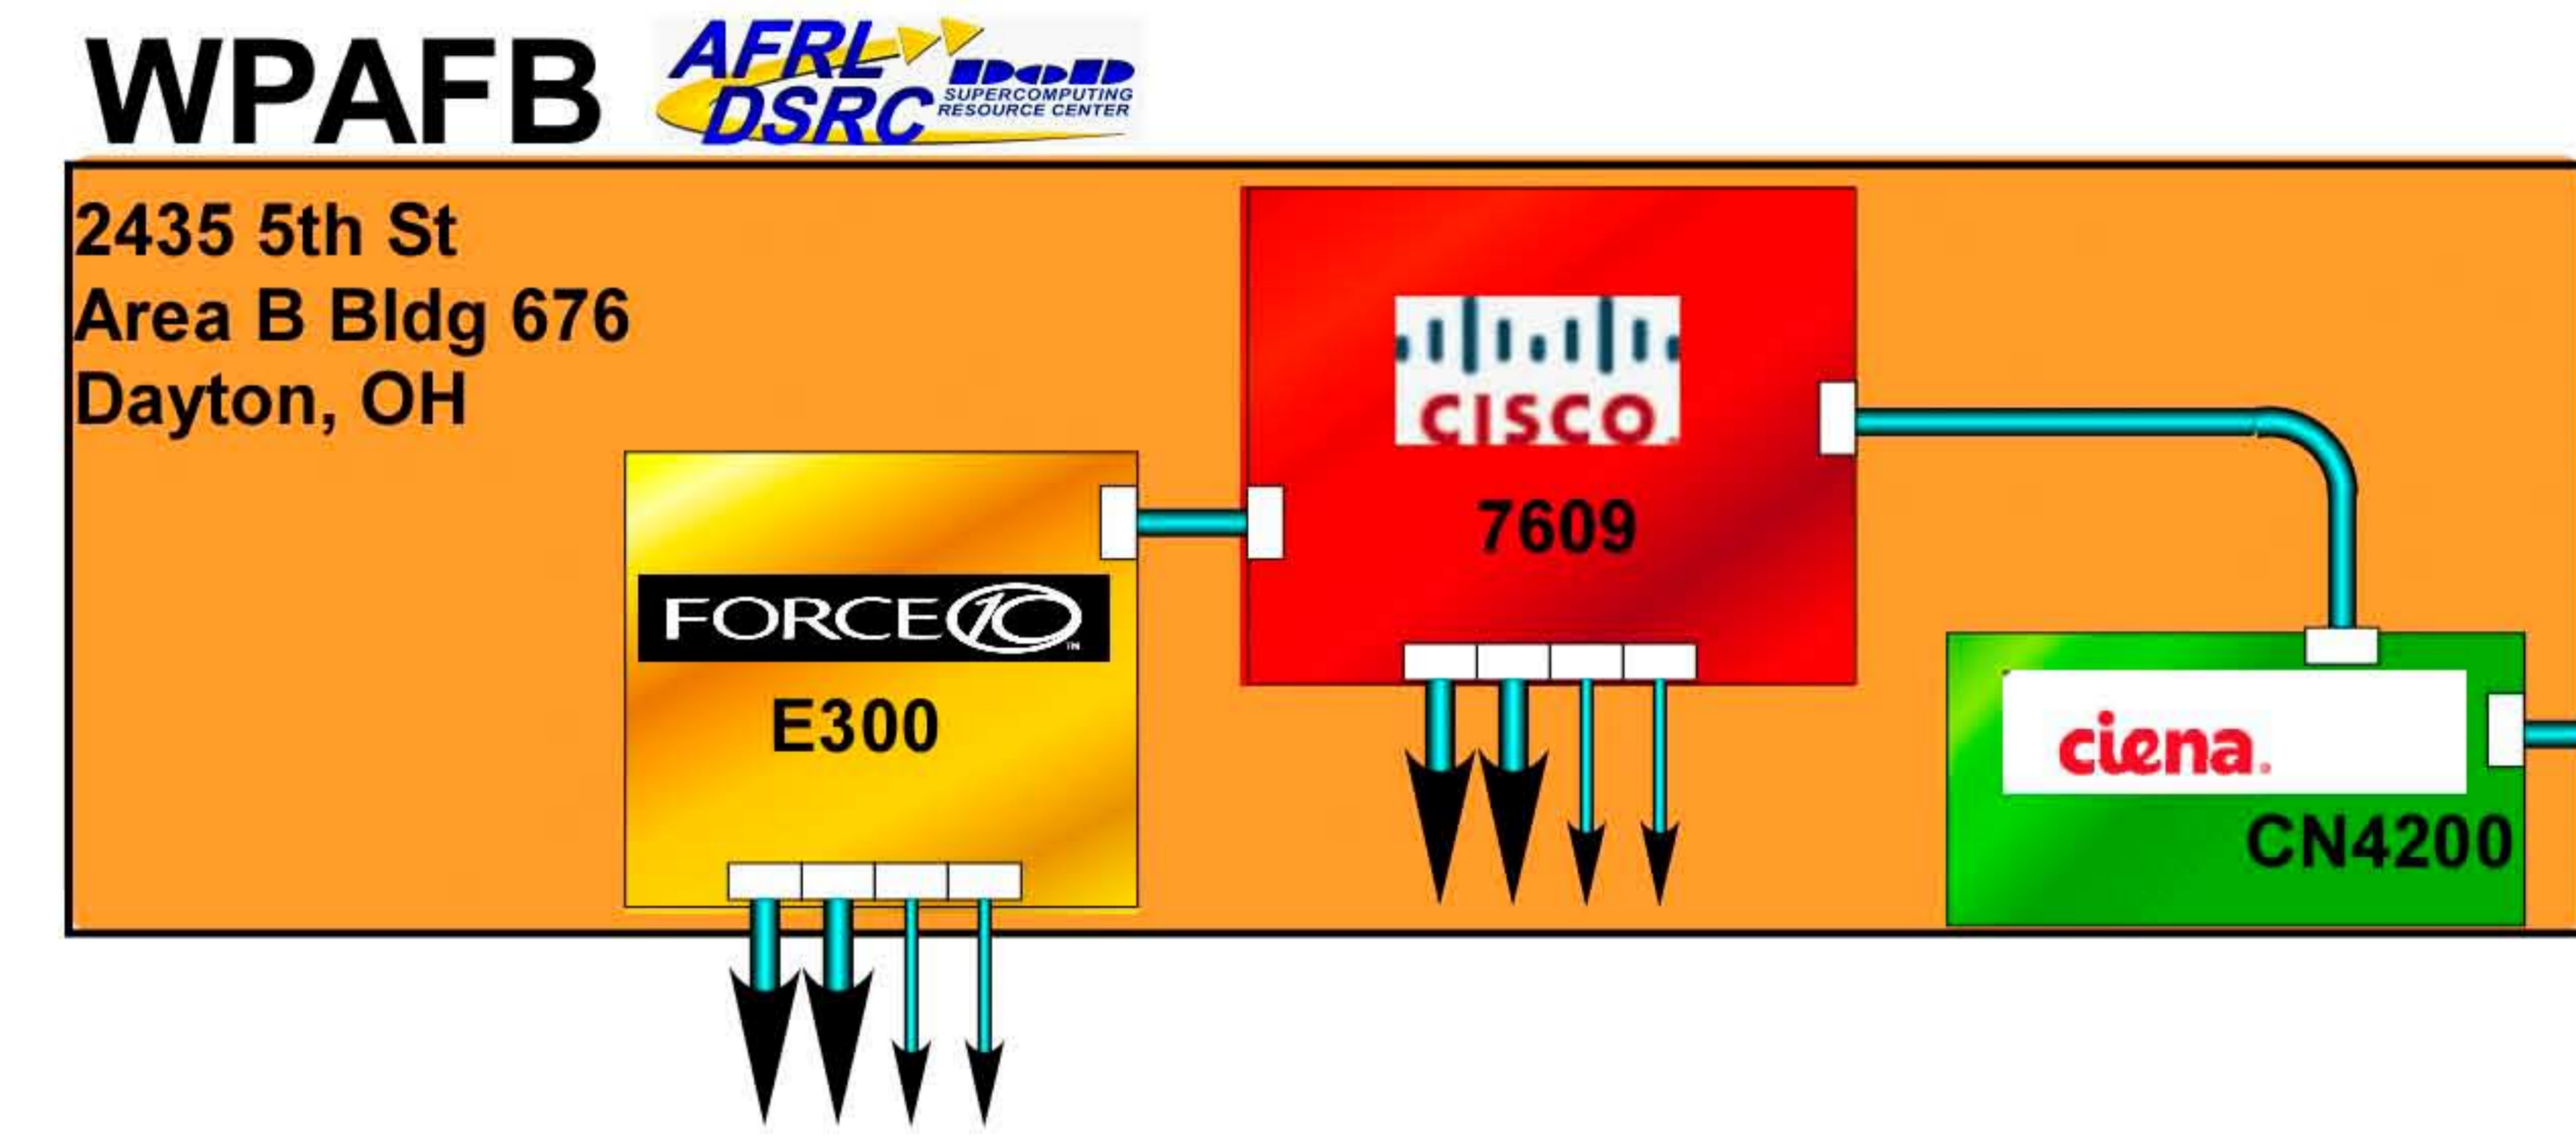 WPAFB
AFRL
DSRC
DoD
SUPERCOMPUTING
RESOURCE CENTER
2435 5th St
Area B Bldg 676
Dayton, OH
CISCO
7609
FORCE10™
E300
ciena.
CN4200